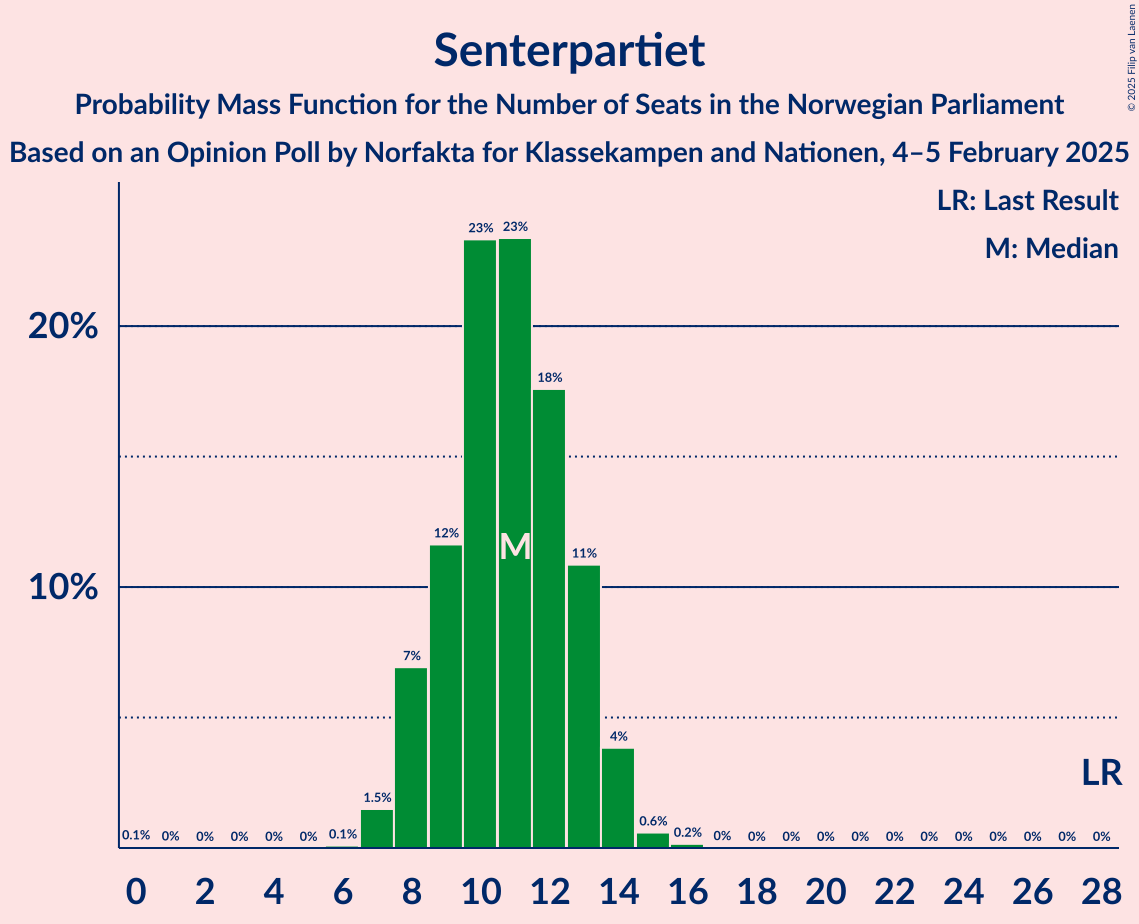 Senterpartiet
Probability Mass Function for the Number of Seats in the Norwegian Parliament
Based on an Opinion Poll by Norfakta for Klassekampen and Nationen, 4–5 February 2025
© 2025 Filip van Laenen
LR: Last Result
M: Median
23% 23%
20%
18%
12% M 11%
10%
7%
4%
LR
1.5%
0.6%
0.1% 0% 0% 0% 0% 0% 0.1% 0.2% 0% 0% 0% 0% 0% 0% 0% 0% 0% 0% 0% 0%
0 2 4 6 8 10 12 14 16 18 20 22 24 26 28